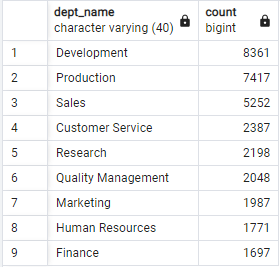 dept_name count
character varying (40) bigint
1 Development 8361
2 Production 7417
3 Sales 5252
4 Customer Service 2387
5 Research 2198
6 Quality Management 2048
7 Marketing 1987
8 Human Resources 1771
9 Finance 1697